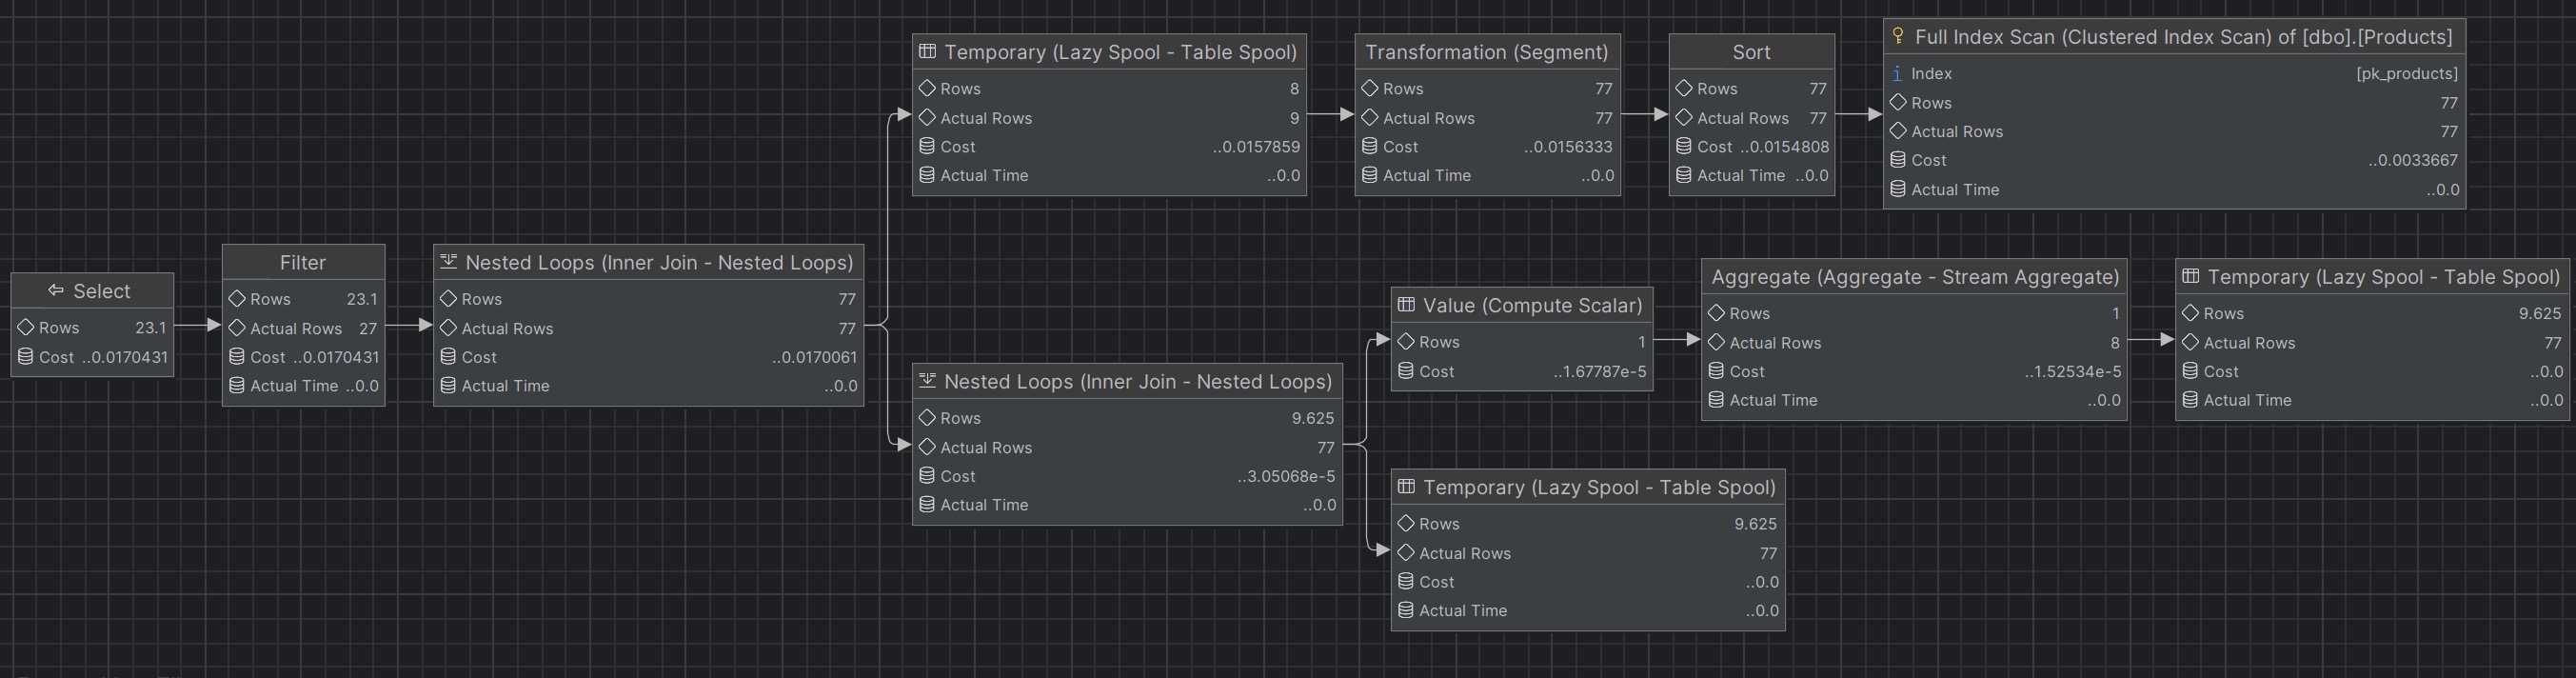 Select
Rows 23.1
Cost ..0.0170431
Filter
Rows 23.1
Actual Rows 27
Cost ..0.0170431
Actual Time ..0.0
Nested Loops (Inner Join - Nested Loops)
Rows 77
Actual Rows 77
Cost ..0.0170061
Actual Time ..0.0
Temporary (Lazy Spool - Table Spool)
Rows 8
Actual Rows 9
Cost ..0.0157859
Actual Time ..0.0
Transformation (Segment)
Rows 77
Actual Rows 77
Cost ..0.0156333
Actual Time ..0.0
Sort
Rows 77
Actual Rows 77
Cost ..0.0154808
Actual Time ..0.0
Full Index Scan (Clustered Index Scan) of [dbo].[Products]
i Index [pk_products]
Rows 77
Actual Rows 77
Cost ..0.0033667
Actual Time ..0.0
Nested Loops (Inner Join - Nested Loops)
Rows 9.625
Actual Rows 77
Cost ..3.05068e-5
Actual Time ..0.0
Value (Compute Scalar)
Rows 1
Cost ..1.67787e-5
Aggregate (Aggregate - Stream Aggregate)
Rows 1
Actual Rows 8
Cost ..1.52534e-5
Actual Time ..0.0
Temporary (Lazy Spool - Table Spool)
Rows 9.625
Actual Rows 77
Cost ..0.0
Actual Time ..0.0
Temporary (Lazy Spool - Table Spool)
Rows 9.625
Actual Rows 77
Cost ..0.0
Actual Time ..0.0